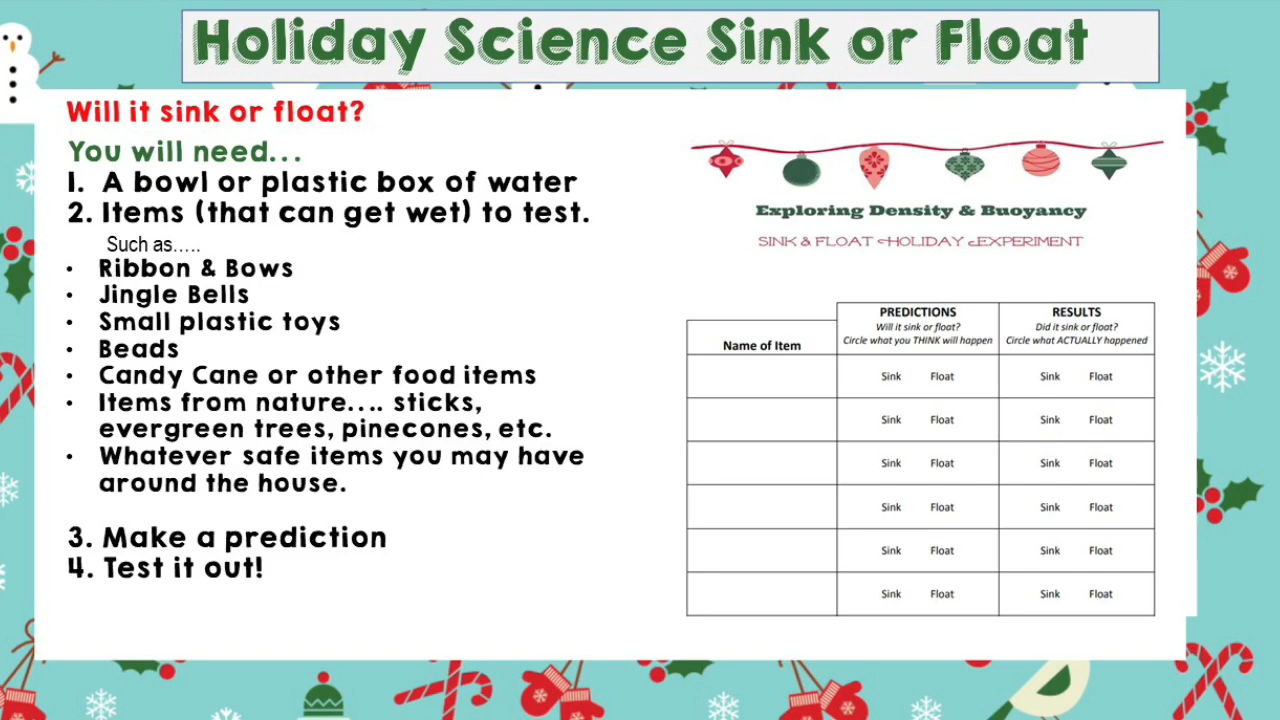 Holiday Science Sink or Float
Will it sink or float?
You will need...
1. A bowl or plastic box of water
2. Items (that can get wet) to test.
Such as.....
• Ribbon & Bows
• Jingle Bells
• Small plastic toys
• Beads
• Candy Cane or other food items
• Items from nature.... sticks,
evergreen trees, pinecones, etc.
• Whatever safe items you may have
around the house.
3. Make a prediction
4. Test it out!
Exploring Density & Buoyancy
SINK & FLOAT HOLIDAY EXPERIMENT
PREDICTIONS RESULTS
Will it sink or float? Did it sink or float?
Name of Item Circle what you THINK will happen Circle what ACTUALLY happened
Sink Float Sink Float
Sink Float Sink Float
Sink Float Sink Float
Sink Float Sink Float
Sink Float Sink Float
Sink Float Sink Float